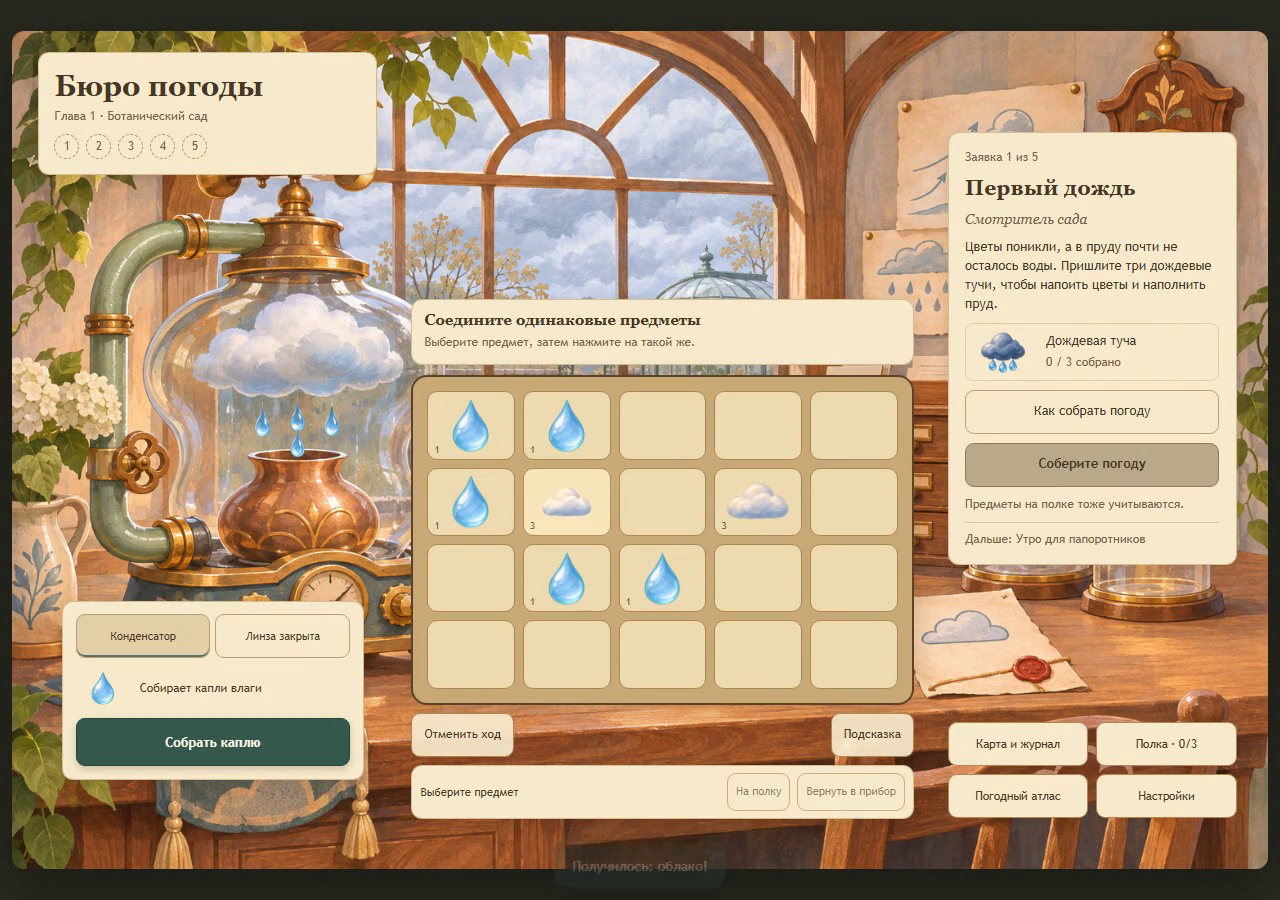 Бюро погоды
Глава 1 · Ботанический сад
1 2 3 4 5
Заявка 1 из 5
Первый дождь
Смотритель сада
Цветы поникли, а в пруду почти не
осталось воды. Пришлите три дождевые
тучи, чтобы напоить цветы и наполнить
пруд.
Дождевая туча
0 / 3 собрано
Как собрать погоду
Соберите погоду
Предметы на полке тоже учитываются.
Дальше: Утро для папоротников
Соедините одинаковые предметы
Выберите предмет, затем нажмите на такой же.
1 1
1 3 3
1 1
Конденсатор Линза закрыта
Собирает капли влаги
Собрать каплю
Отменить ход Подсказка
Выберите предмет На полку Вернуть в прибор
Карта и журнал Полка · 0/3
Погодный атлас Настройки
Получилось: облако!